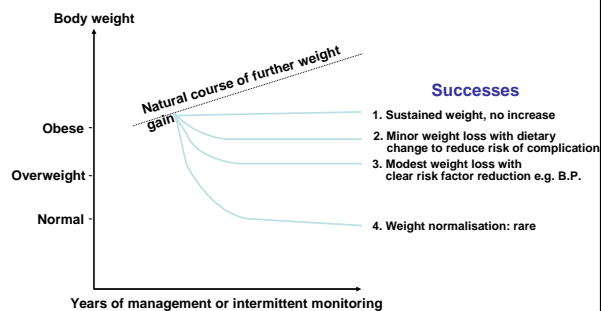 Body weight
Natural course of further weight
gain
Successes
1. Sustained weight, no increase
Obese
2. Minor weight loss with dietary
change to reduce risk of complication
3. Modest weight loss with
clear risk factor reduction e.g. B.P.
Overweight
Normal
4. Weight normalisation: rare
Years of management or intermittent monitoring